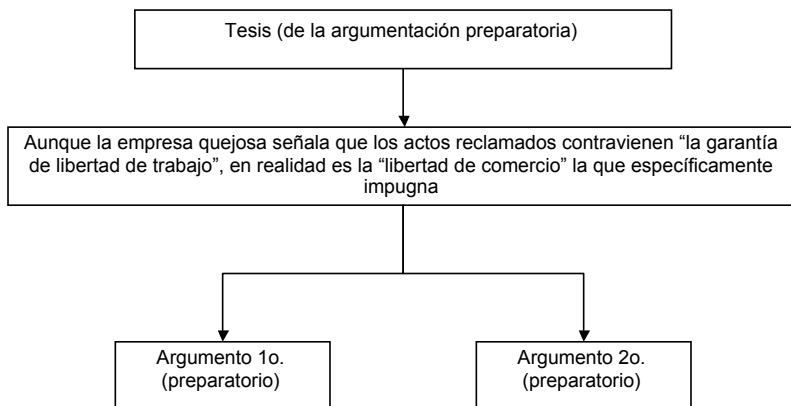 Tesis (de la argumentación preparatoria)
Aunque la empresa quejosa señala que los actos reclamados contravienen “la garantía
de libertad de trabajo”, en realidad es la “libertad de comercio” la que específicamente
impugna
Argumento 1o.
(preparatorio)
Argumento 2o.
(preparatorio)